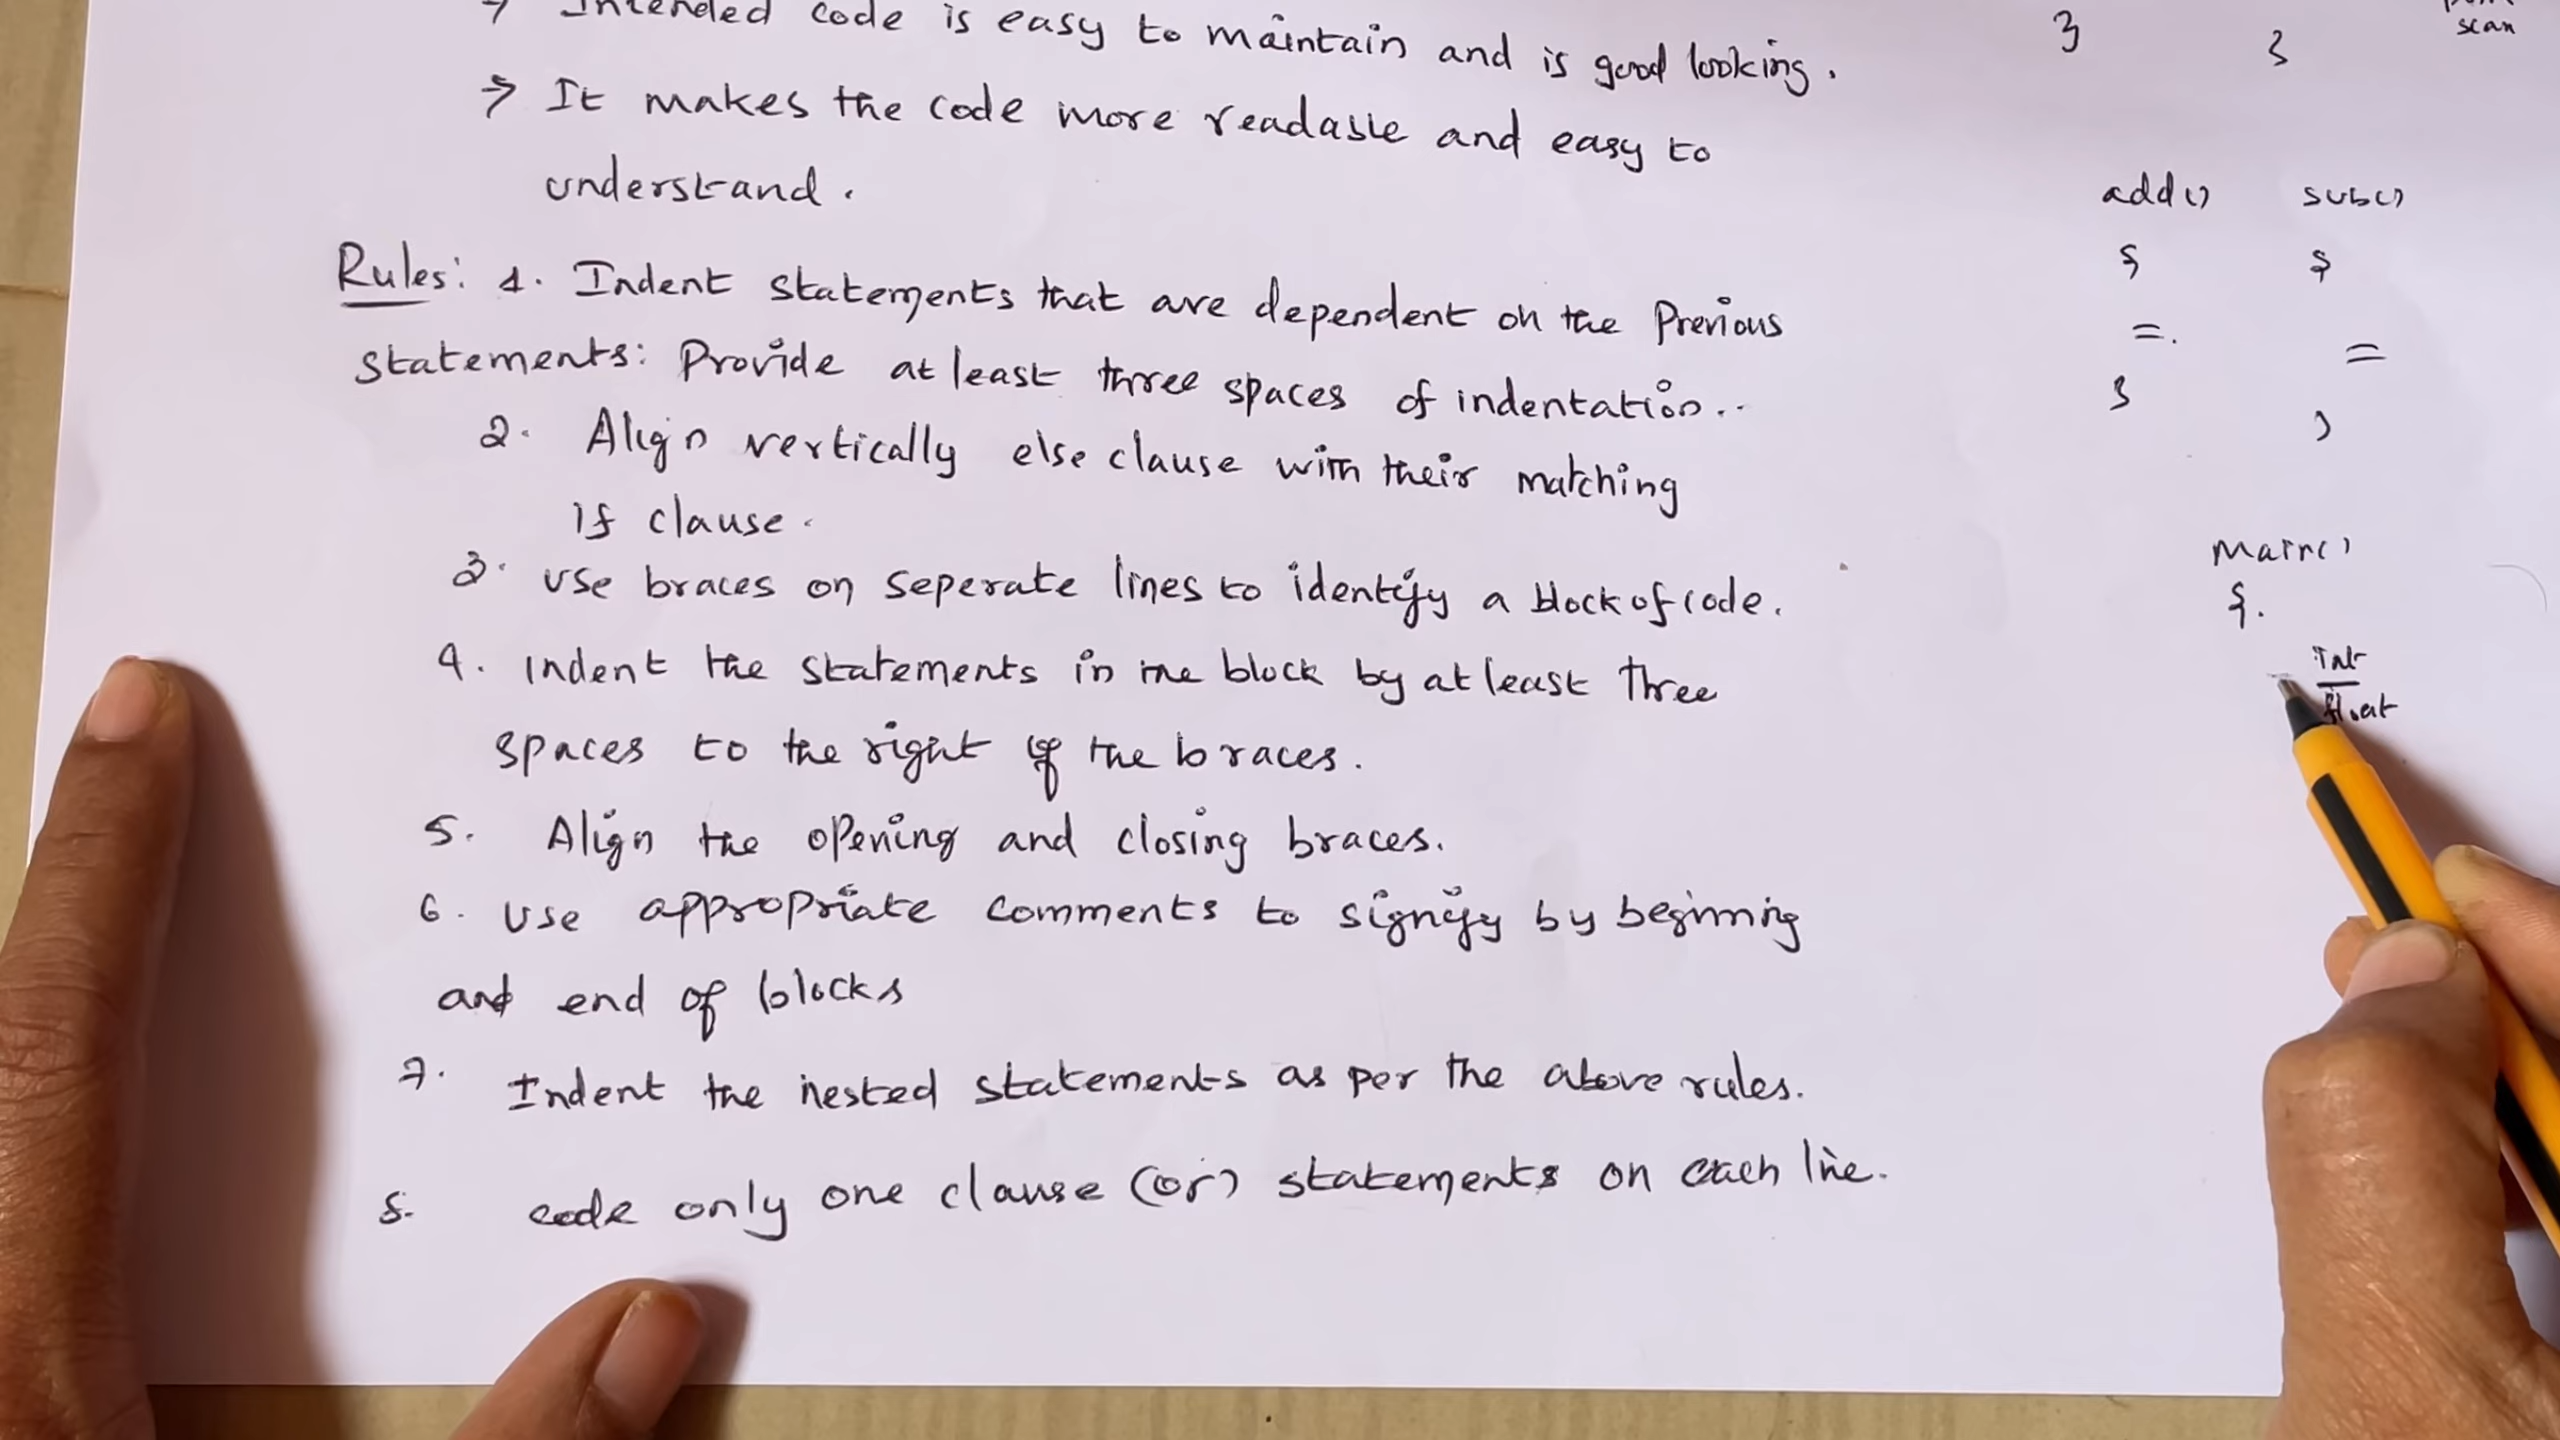 → Intended code is easy to maintain and is good looking.
→ It makes the code more readable and easy to
understand.
Rules: 1. Indent statements that are dependent on the Previous
statements: Provide at least three spaces of indentation..
2. Align vertically else clause with their matching
if clause.
3. use braces on seperate lines to identify a block of code.
4. Indent the statements in the block by at least three
spaces to the right of the braces.
5. Align the opening and closing braces.
6. Use appropriate comments to signify by beginning
and end of blocks
7. Indent the nested statements as per the above rules.
8. code only one clause (or) statements on each line.
} }
scan
add() sub()
{ {
=. =
} }
main()
{.
Int
float